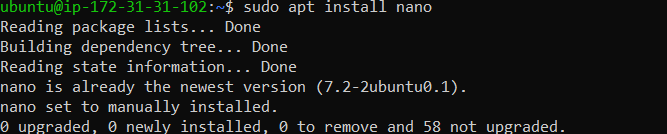 ubuntu@ip-172-31-31-102:~$ sudo apt install nano
Reading package lists... Done
Building dependency tree... Done
Reading state information... Done
nano is already the newest version (7.2-2ubuntu0.1).
nano set to manually installed.
0 upgraded, 0 newly installed, 0 to remove and 58 not upgraded.